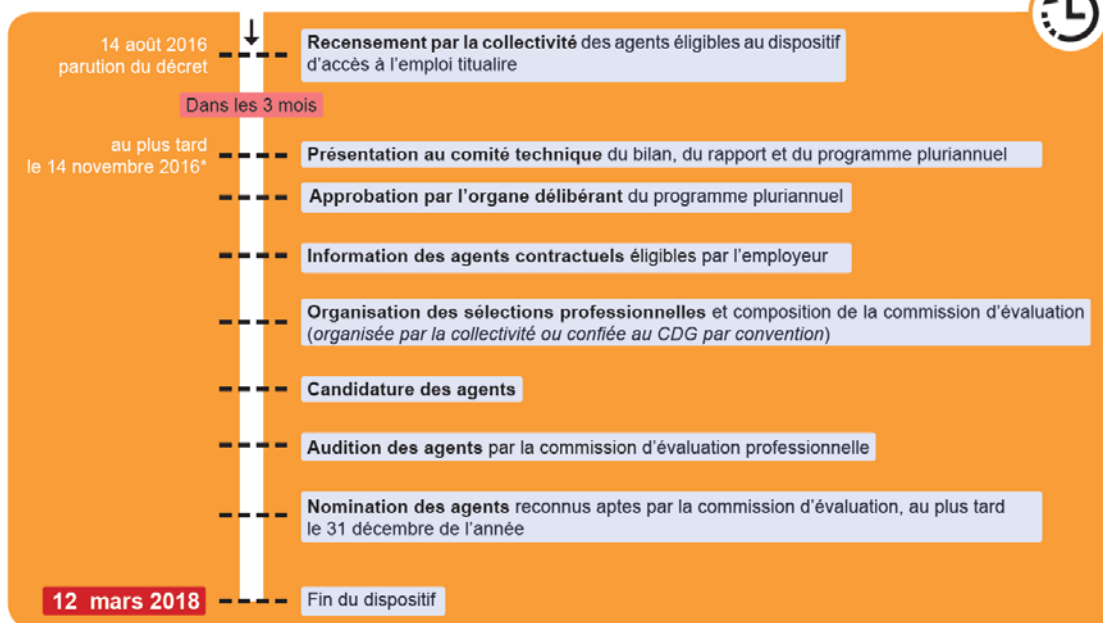 14 août 2016
parution du décret
Recensement par la collectivité des agents éligibles au dispositif
d'accès à l'emploi titualire
Dans les 3 mois
au plus tard
le 14 novembre 2016*
Présentation au comité technique du bilan, du rapport et du programme pluriannuel
Approbation par l'organe délibérant du programme pluriannuel
Information des agents contractuels éligibles par l'employeur
Organisation des sélections professionnelles et composition de la commission d'évaluation
(organisée par la collectivité ou confiée au CDG par convention)
Candidature des agents
Audition des agents par la commission d'évaluation professionnelle
Nomination des agents reconnus aptes par la commission d'évaluation, au plus tard
le 31 décembre de l'année
12 mars 2018
Fin du dispositif